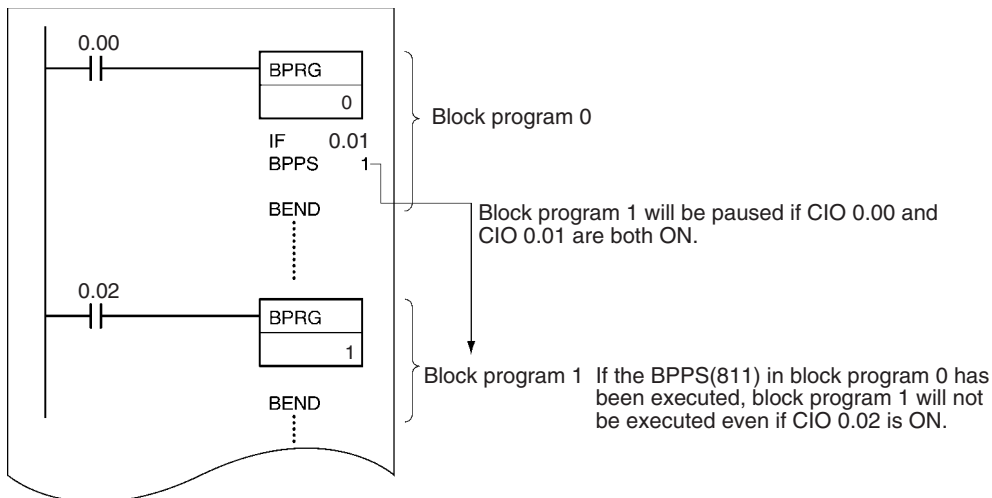 0.00
BPRG
0
Block program 0
IF 0.01
BPPS 1
BEND
Block program 1 will be paused if CIO 0.00 and
CIO 0.01 are both ON.
0.02
BPRG
1
Block program 1
If the BPPS(811) in block program 0 has
been executed, block program 1 will not
be executed even if CIO 0.02 is ON.
BEND